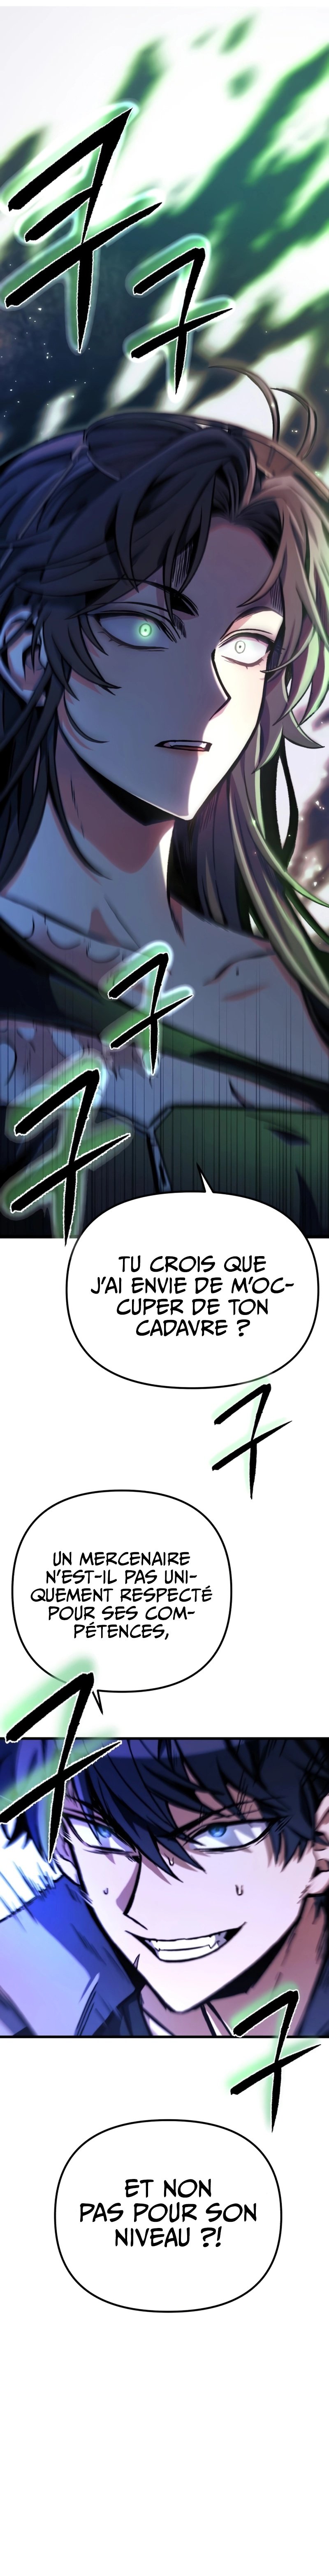 ㅋ
ㅋ
ㅋ
ㅋ
TU CROIS QUE
J'AI ENVIE DE M'OC-
CUPER DE TON
CADAVRE ?
ㅋ
UN MERCENAIRE
N'EST-IL PAS UNI-
QUEMENT RESPECTÉ
POUR SES COM-
PÉTENCES,
ㅋ
ㅋ
ET NON
PAS POUR SON
NIVEAU ?!